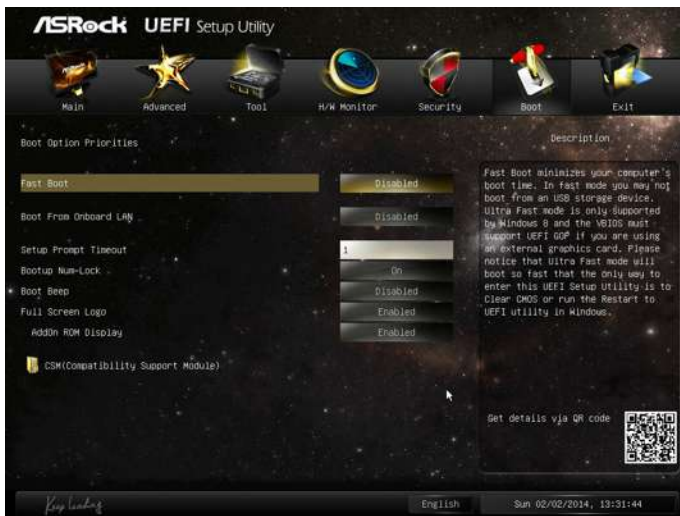 ASRock UEFI Setup Utility
Main Advanced Tool H/W Monitor Security Boot Exit
Boot Option Priorities
Fast Boot Disabled
Boot From Onboard LAN Disabled
Setup Prompt Timeout 1
Bootup Num-Lock On
Boot Beep Disabled
Full Screen Logo Enabled
AddOn ROM Display Enabled
CSM(Compatibility Support Module)
Description
Fast Boot minimizes your computer's
boot time. In fast mode you may not
boot from an USB storage device.
Ultra Fast mode is only supported
by Windows 8 and the VBIOS must
support UEFI GOP if you are using
an external graphics card. Please
notice that Ultra Fast mode will
boot so fast that the only way to
enter this UEFI Setup Utility is to
Clear CMOS or run the Restart to
UEFI utility in Windows.
Get details via QR code
Keep Leading
English Sun 02/02/2014, 13:31:44